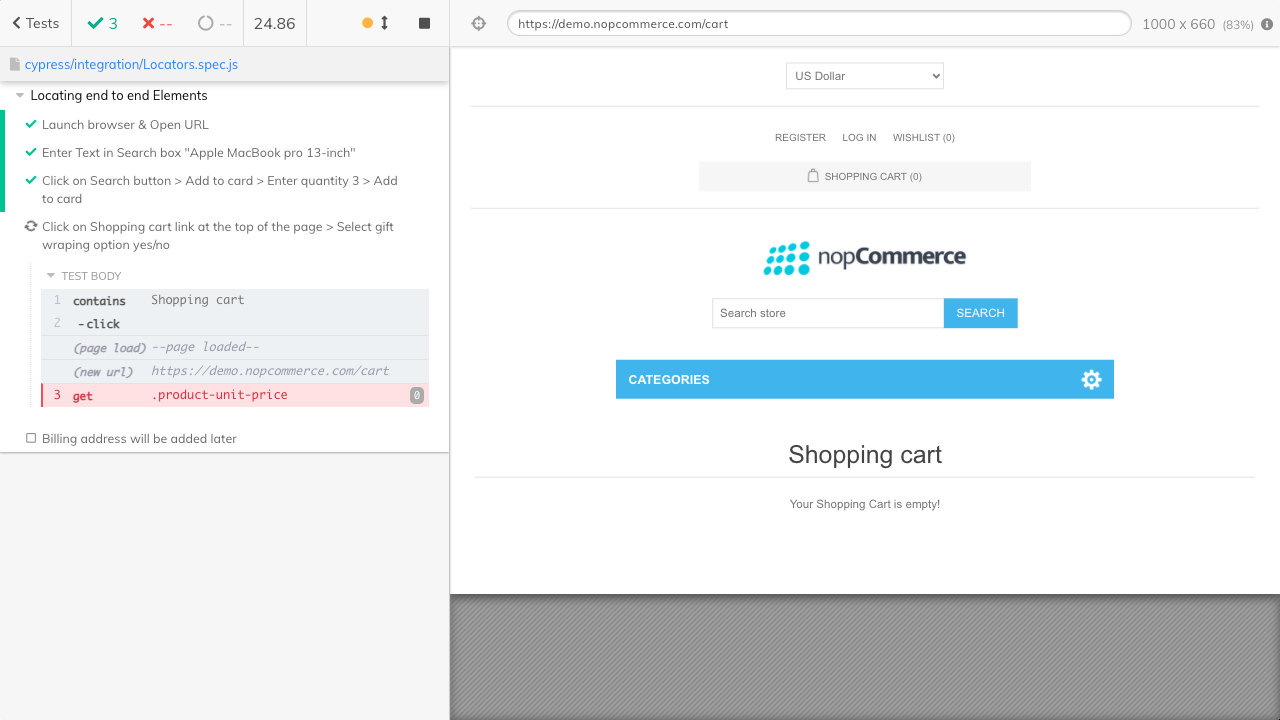 Tests
3
--
--
24.86
https://demo.nopcommerce.com/cart
1000 x 660 (83%)
cypress/integration/Locators.spec.js
Locating end to end Elements
Launch browser & Open URL
Enter Text in Search box "Apple MacBook pro 13-inch"
Click on Search button > Add to card > Enter quantity 3 > Add
to card
Click on Shopping cart link at the top of the page > Select gift
wraping option yes/no
TEST BODY
1 contains Shopping cart
2 -click
(page load) --page loaded--
(new url) https://demo.nopcommerce.com/cart
3 get .product-unit-price 0
Billing address will be added later
US Dollar
REGISTER LOG IN WISHLIST (0)
SHOPPING CART (0)
nopCommerce
Search store SEARCH
CATEGORIES
Shopping cart
Your Shopping Cart is empty!